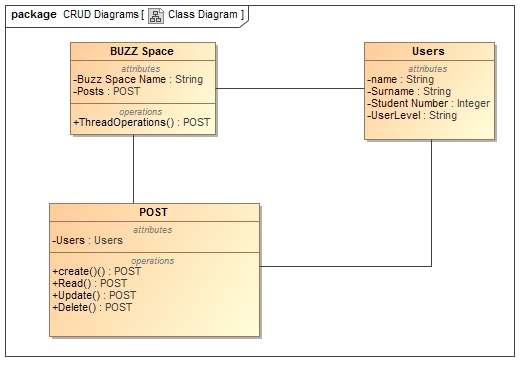 package CRUD Diagrams [ Class Diagram ]
BUZZ Space
attributes
-Buzz Space Name : String
-Posts : POST
operations
+ThreadOperations() : POST
Users
attributes
-name : String
-Surname : String
-Student Number : Integer
-UserLevel : String
POST
attributes
-Users : Users
operations
+create()() : POST
+Read() : POST
+Update() : POST
+Delete() : POST